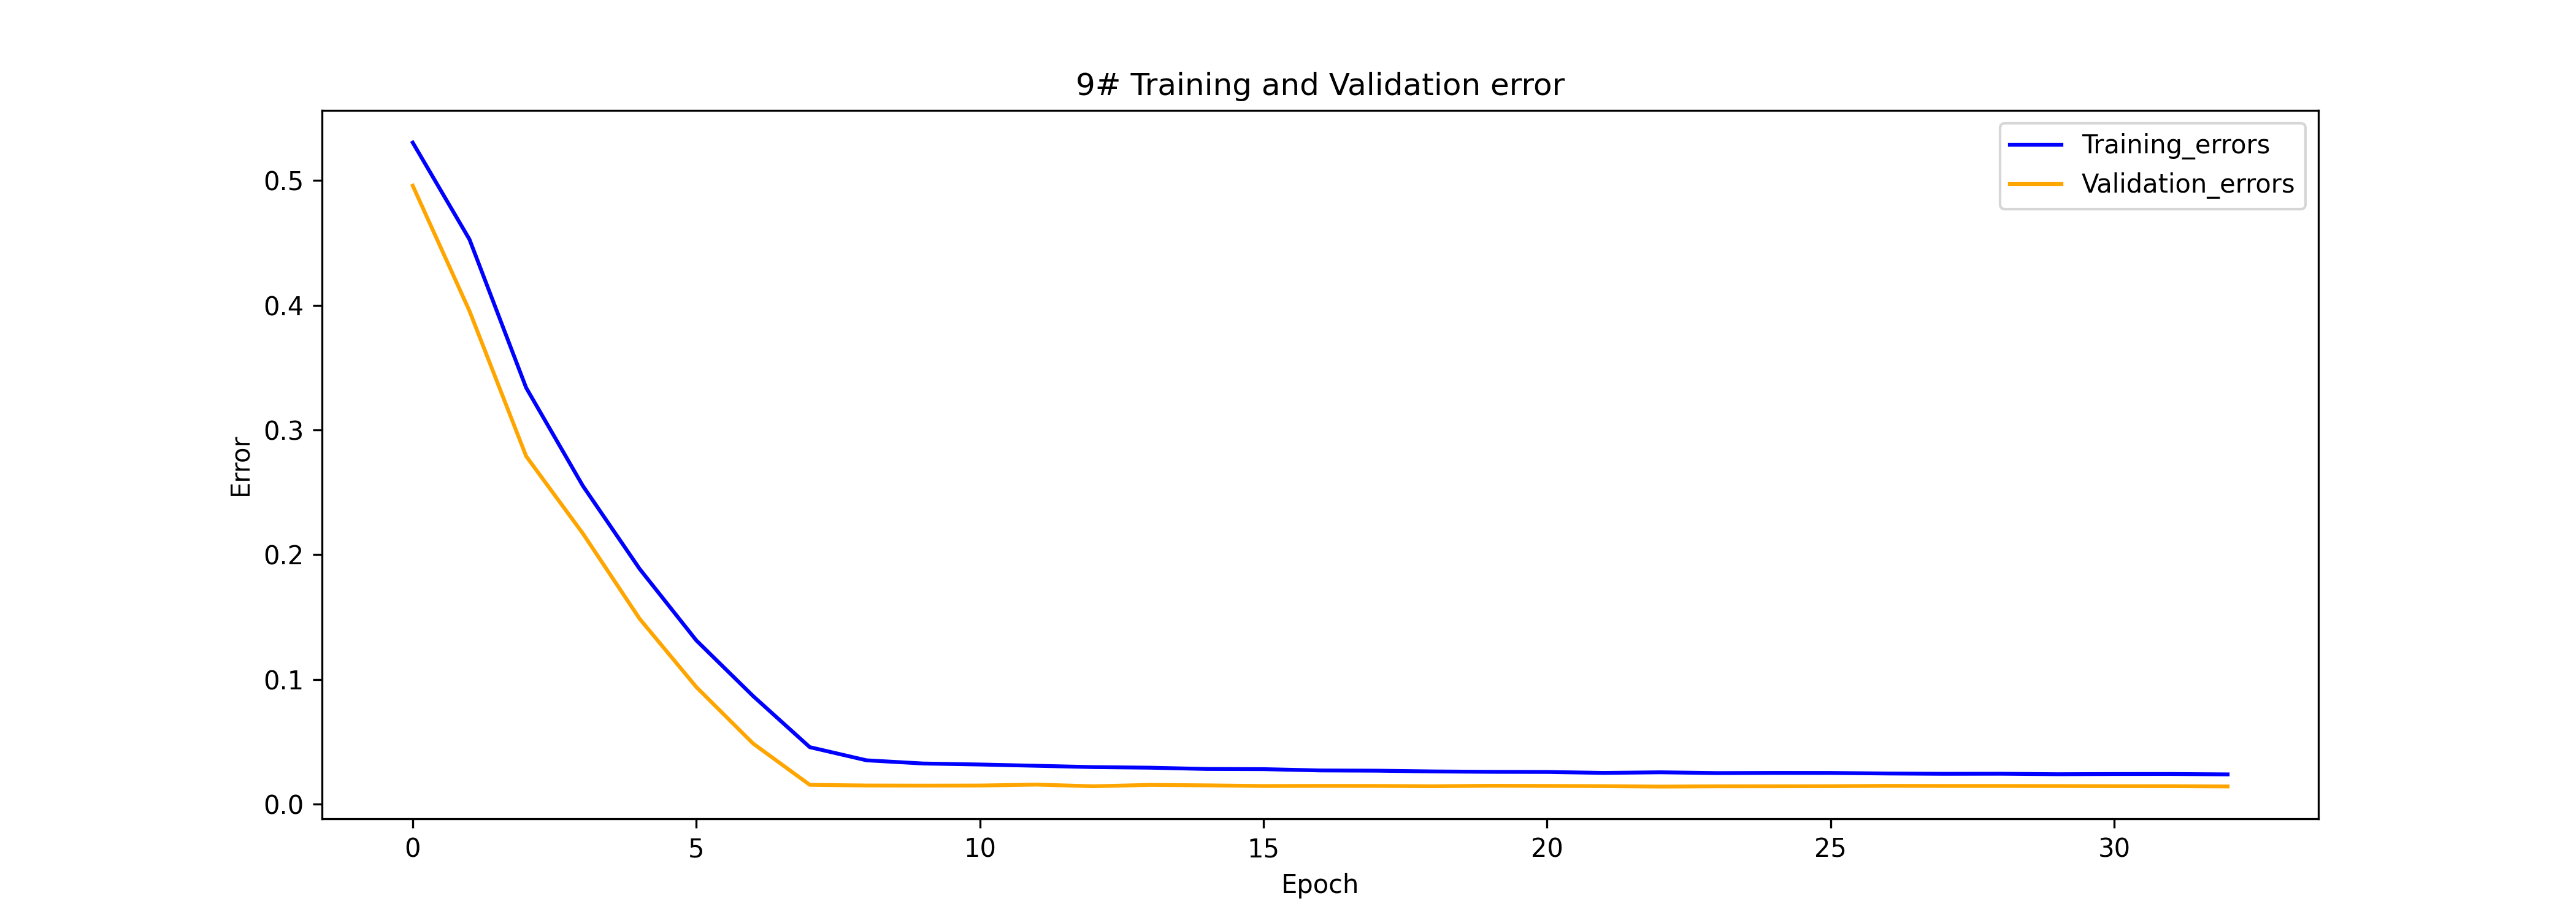 9# Training and Validation error
Training_errors
Validation_errors
0.5
0.4
0.3
0.2
0.1
0.0
Error
0 5 10 15 20 25 30
Epoch